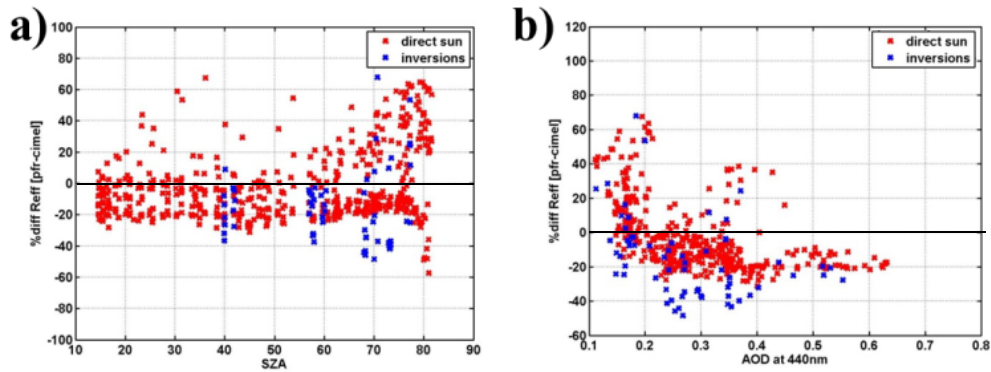 a)
%diff Reff [pfr-cimel]
100
80
60
40
20
0
-20
-40
-60
-80
-100
direct sun
inversions
10 20 30 40 50 60 70 80 90
SZA
b)
%diff Reff [pfr-cimel]
120
100
80
60
40
20
0
-20
-40
-60
direct sun
inversions
0.1 0.2 0.3 0.4 0.5 0.6 0.7 0.8
AOD at 440nm